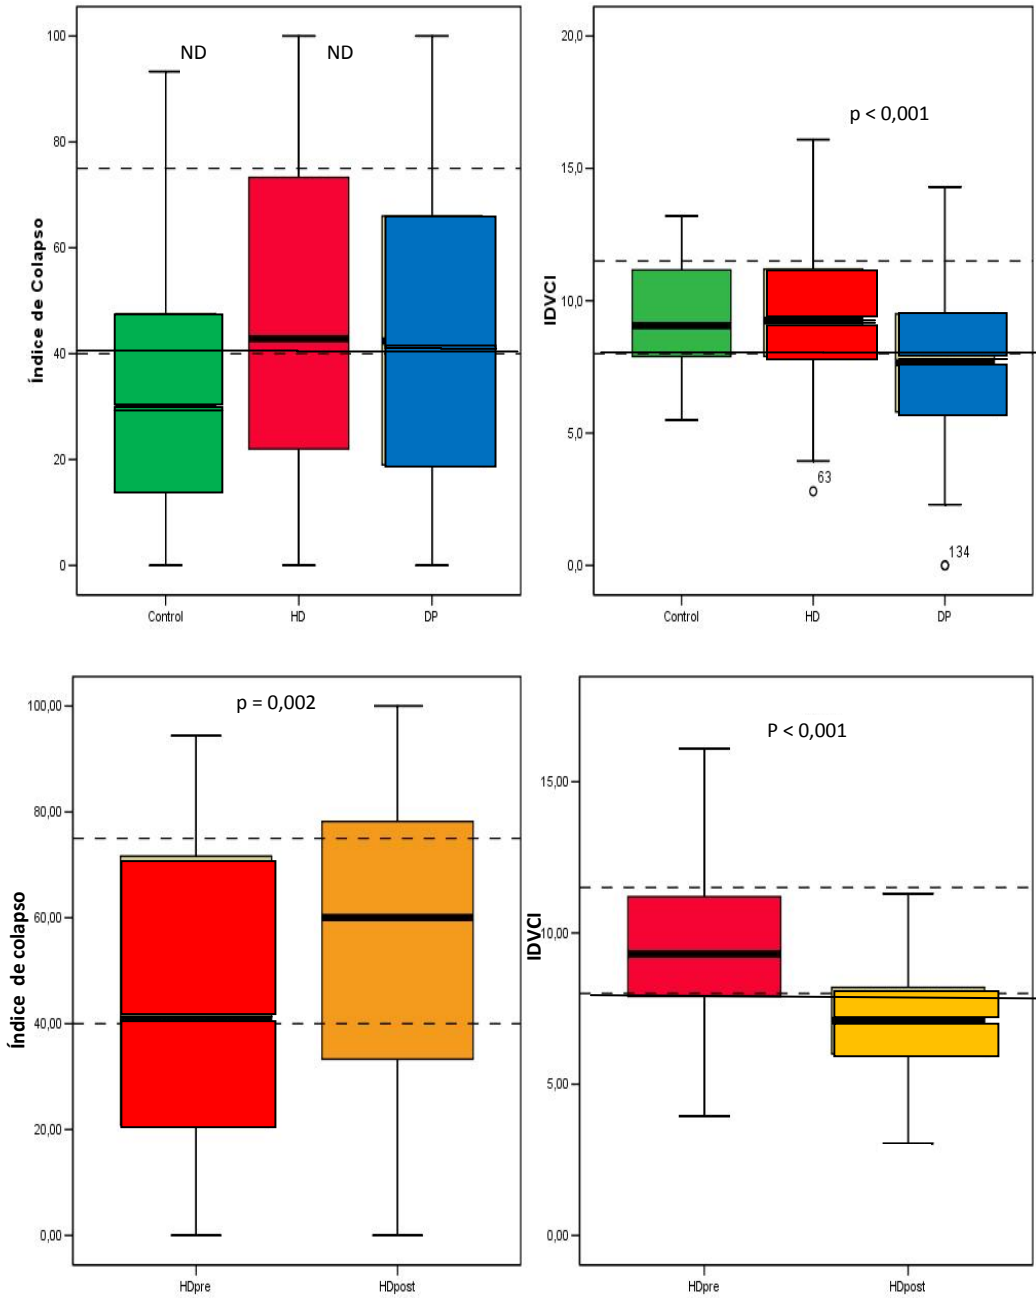 ND
ND
100
80
60
40
20
0
Índice de Colapso
Control
HD
DP
p < 0,001
20,0
15,0
10,0
5,0
0,0
IDVCI
63
134
Control
HD
DP
p = 0,002
100,00
80,00
60,00
40,00
20,00
0,00
Índice de colapso
HDpre
HDpost
P < 0,001
15,00
10,00
5,00
0,00
IDVCI
HDpre
HDpost